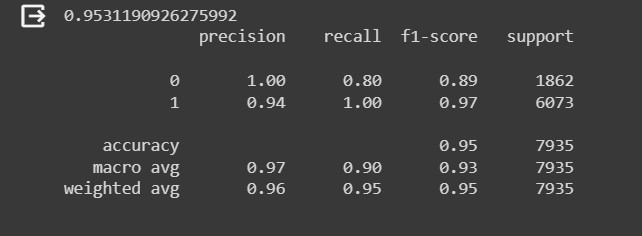 0.9531190926275992
precision recall f1-score support
0 1.00 0.80 0.89 1862
1 0.94 1.00 0.97 6073
accuracy 0.95 7935
macro avg 0.97 0.90 0.93 7935
weighted avg 0.96 0.95 0.95 7935